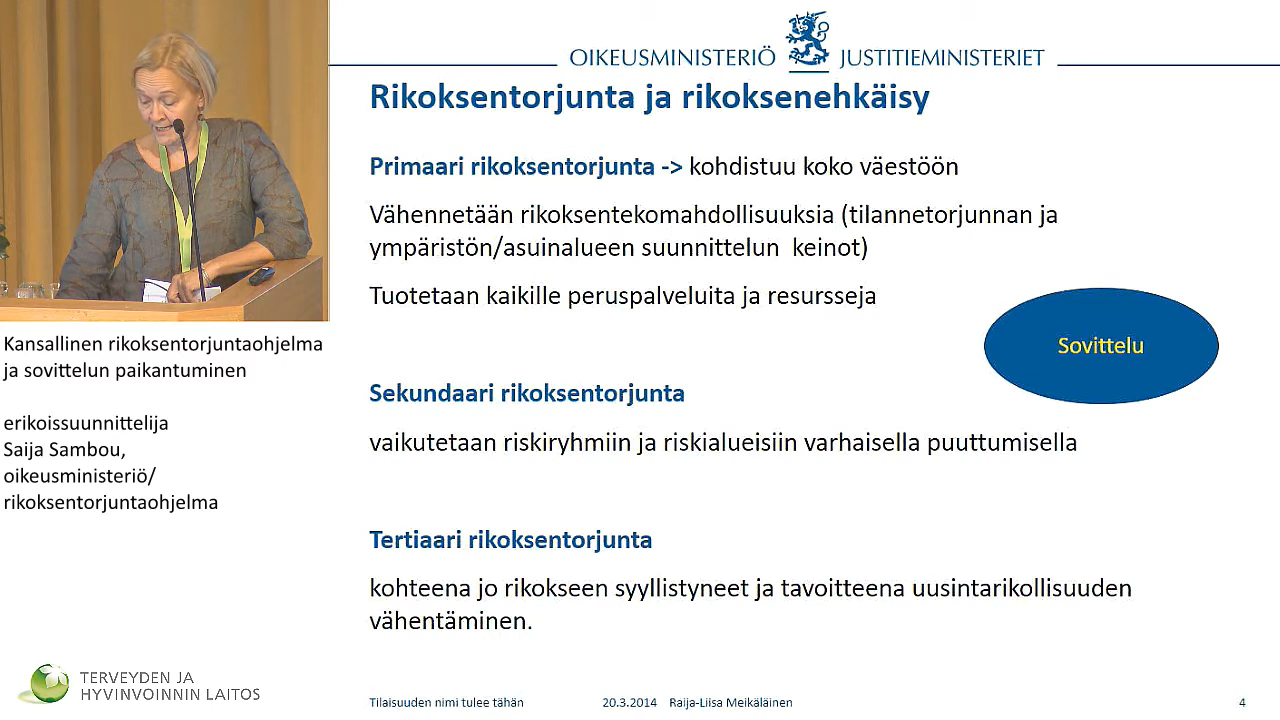 OIKEUSMINISTERIÖ JUSTITIEMINISTERIET
Rikoksentorjunta ja rikoksenehkäisy
Primaari rikoksentorjunta -> kohdistuu koko väestöön
Vähennetään rikoksentekomahdollisuuksia (tilannetorjunnan ja
ympäristön/asuinalueen suunnittelun keinot)
Tuotetaan kaikille peruspalveluita ja resursseja
Sovittelu
Sekundaari rikoksentorjunta
vaikutetaan riskiryhmiin ja riskialueisiin varhaisella puuttumisella
Tertiaari rikoksentorjunta
kohteena jo rikokseen syyllistyneet ja tavoitteena uusintarikollisuuden
vähentäminen.
Kansallinen rikoksentorjuntaohjelma
ja sovittelun paikantuminen
erikoissuunnittelija
Saija Sambou,
oikeusministeriö/
rikoksentorjuntaohjelma
TERVEYDEN JA
HYVINVOINNIN LAITOS
Tilaisuuden nimi tulee tähän 20.3.2014 Raija-Liisa Meikäläinen 4